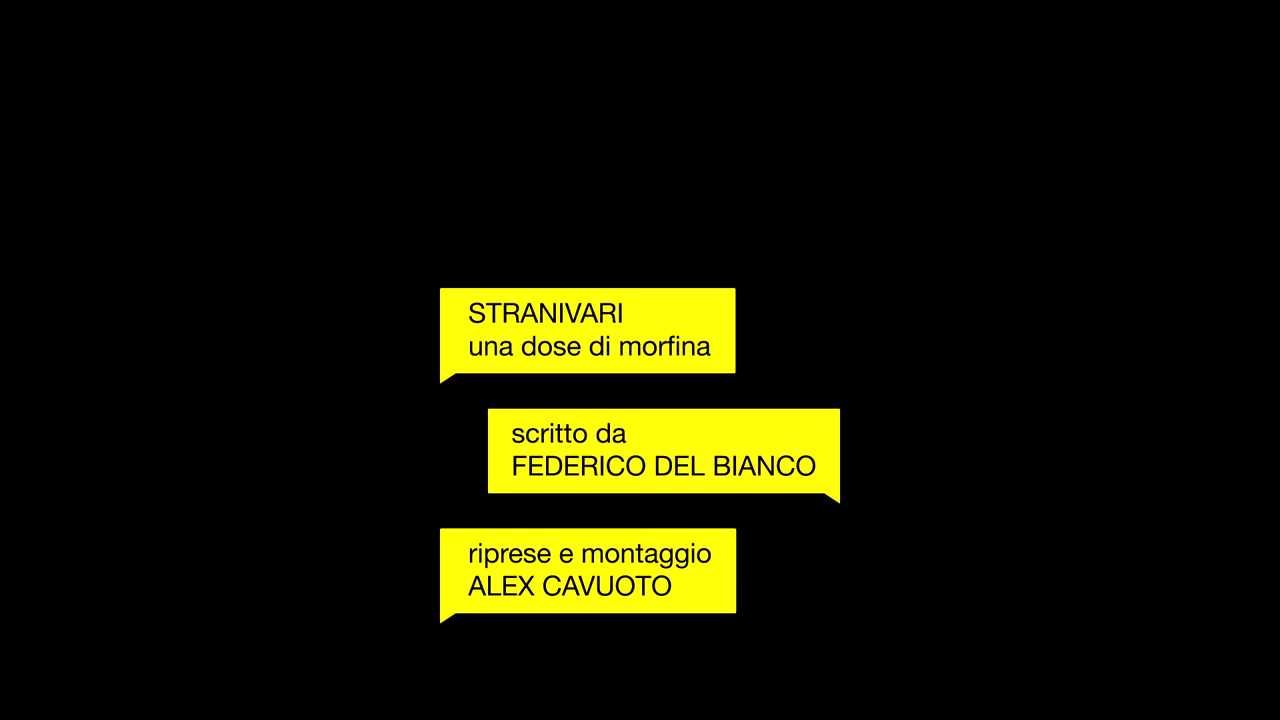 STRANIVARI
una dose di morfina
scritto da
FEDERICO DEL BIANCO
riprese e montaggio
ALEX CAVUOTO